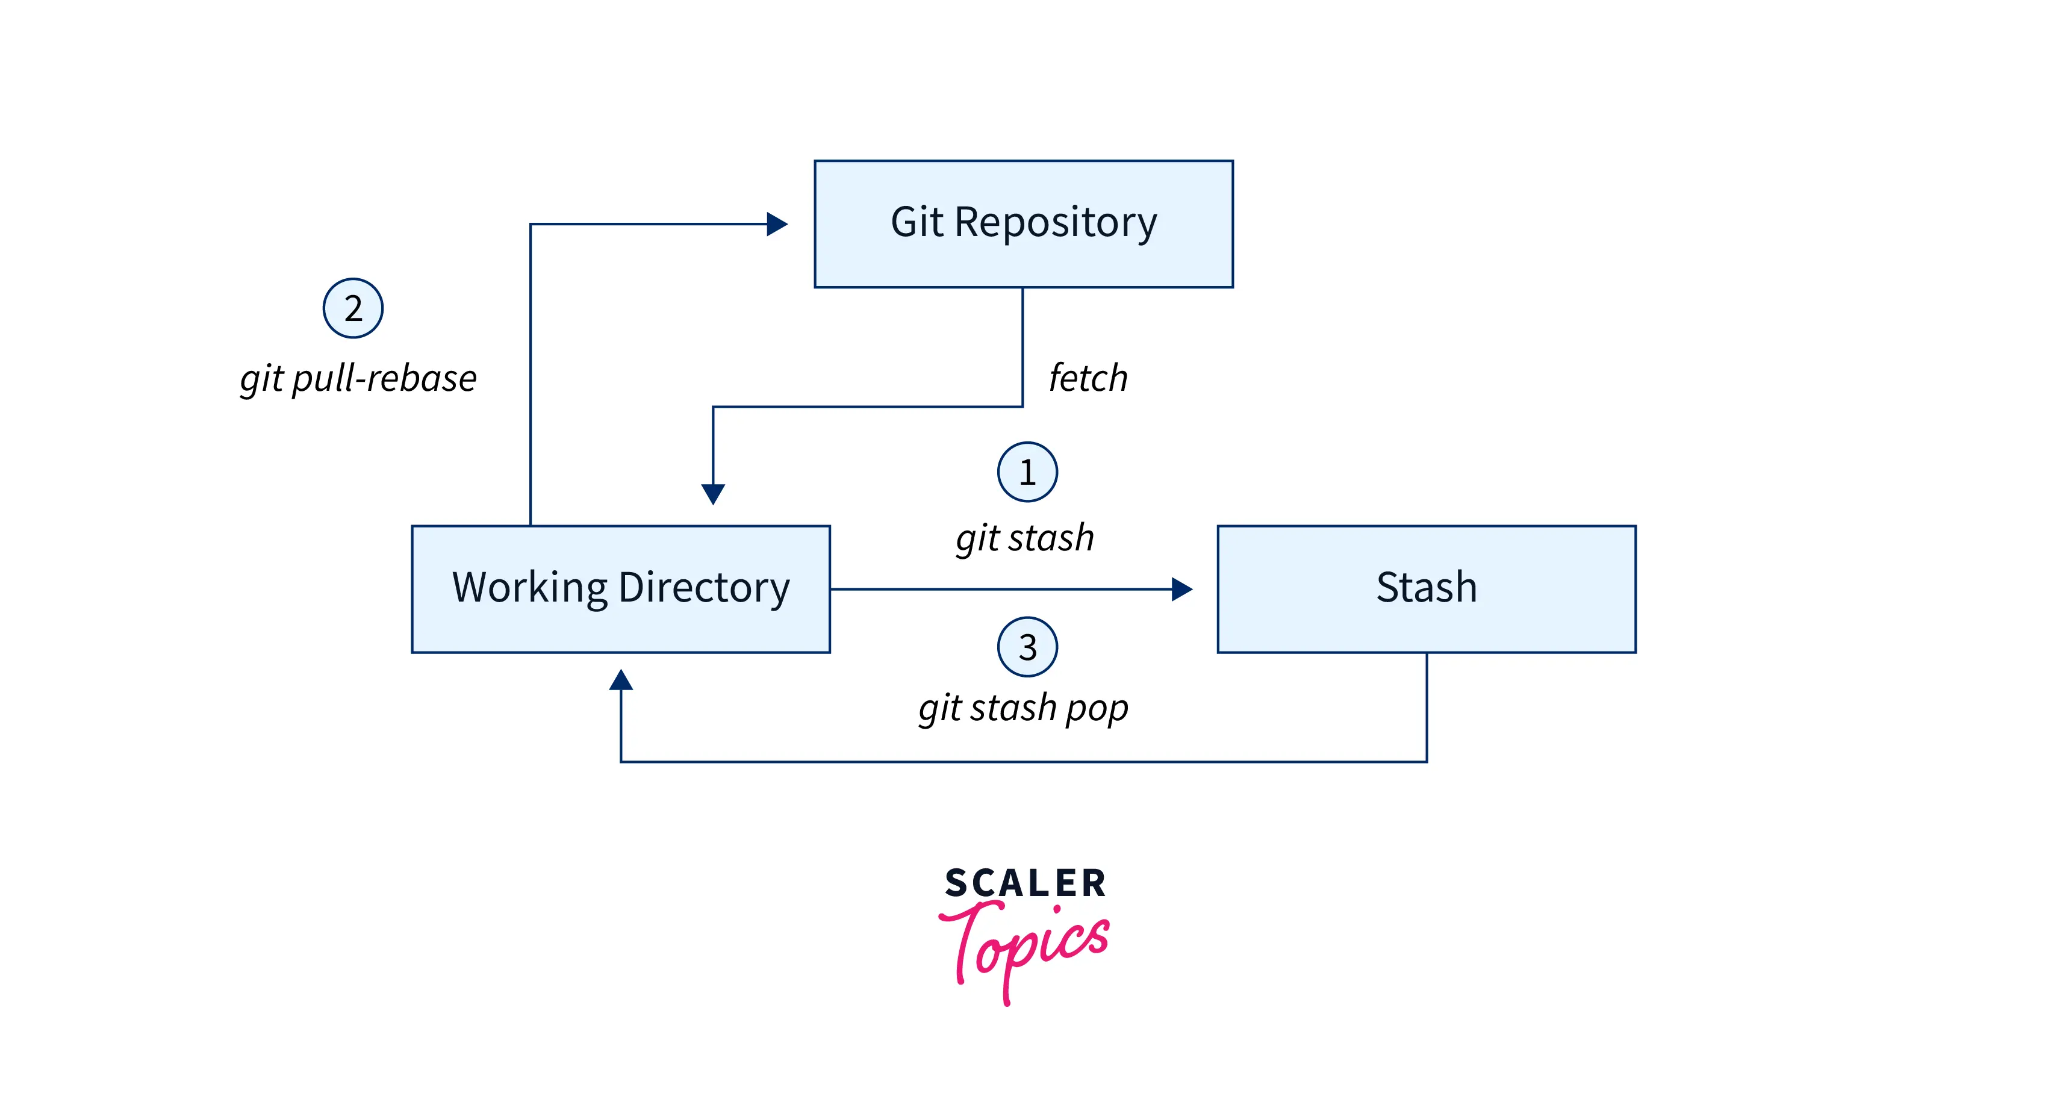 Git Repository
2
git pull-rebase
fetch
1
git stash
Working Directory
Stash
3
git stash pop
SCALER
Topics